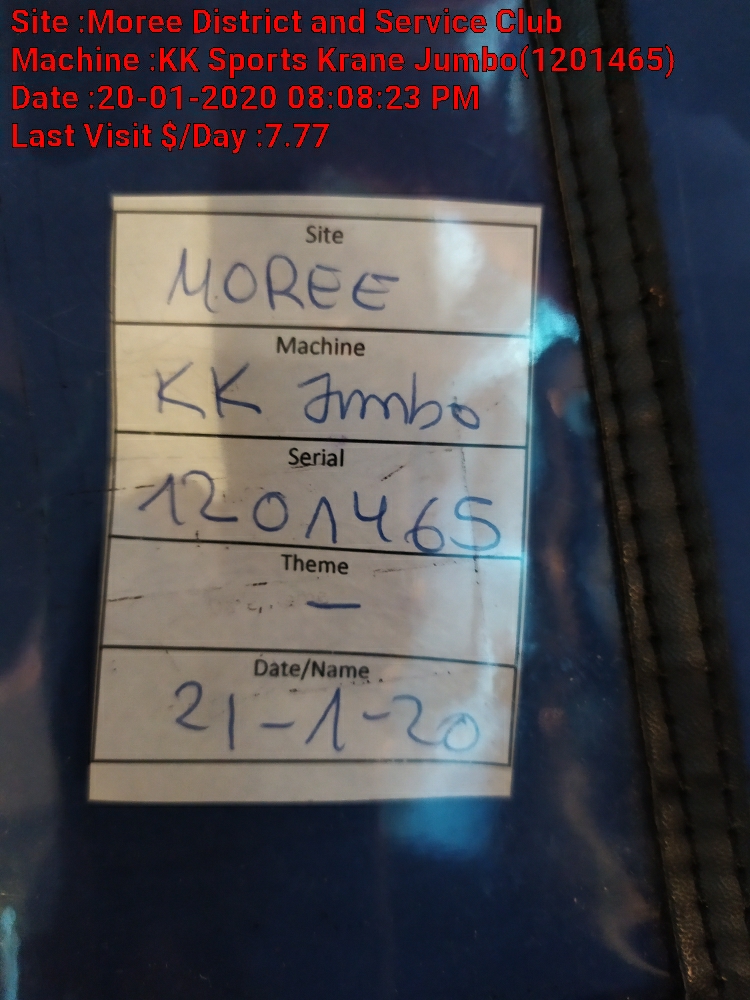 Site :Moree District and Service Club
Machine :KK Sports Krane Jumbo(1201465)
Date :20-01-2020 08:08:23 PM
Last Visit $/Day :7.77
Site
MOREE
Machine
KK Jumbo
Serial
1201465
Theme
—
Date/Name
21-1-20